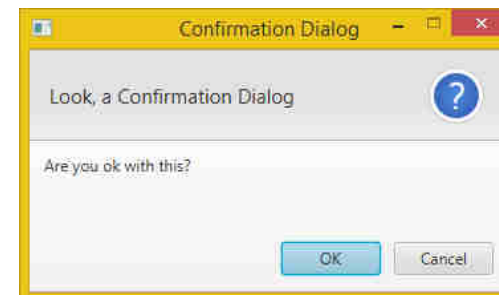 Confirmation Dialog
Look, a Confirmation Dialog
?
Are you ok with this?
OK
Cancel